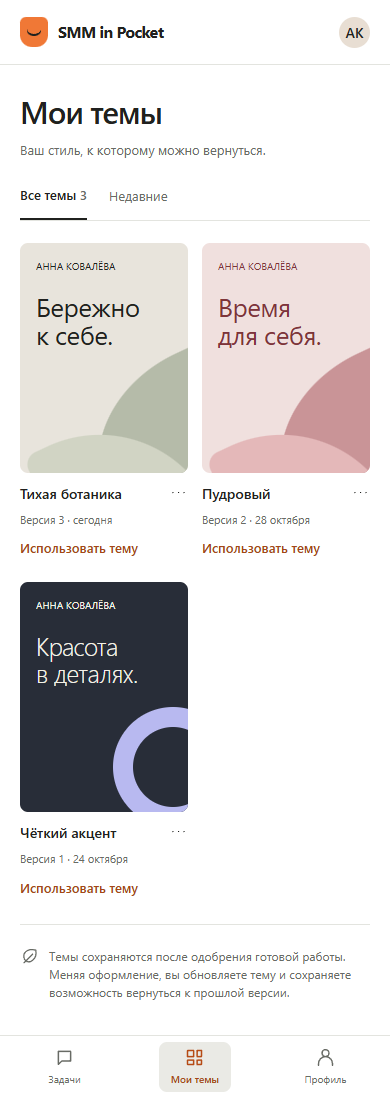 SMM in Pocket
АК
Мои темы
Ваш стиль, к которому можно вернуться.
Все темы 3
Недавние
АННА КОВАЛЁВА
Бережно
к себе.
Тихая ботаника
···
Версия 3 · сегодня
Использовать тему
АННА КОВАЛЁВА
Время
для себя.
Пудровый
···
Версия 2 · 28 октября
Использовать тему
АННА КОВАЛЁВА
Красота
в деталях.
Чёткий акцент
···
Версия 1 · 24 октября
Использовать тему
Темы сохраняются после одобрения готовой работы.
Меняя оформление, вы обновляете тему и сохраняете
возможность вернуться к прошлой версии.
Задачи
Мои темы
Профиль